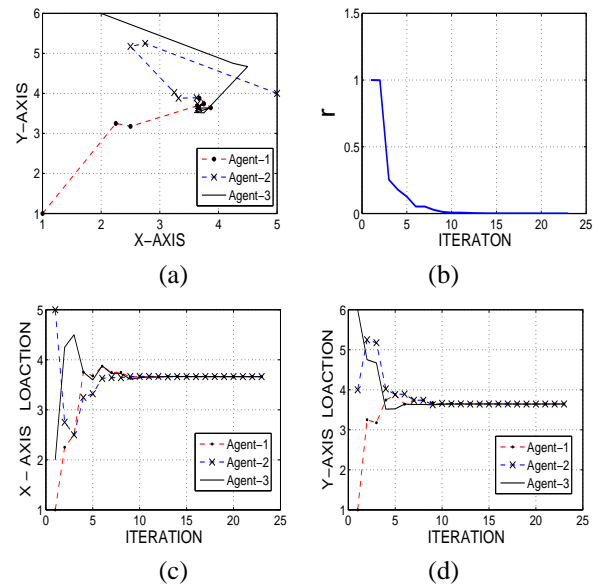 6
5
4
3
2
1
1
2
3
4
5
Y-AXIS
X-AXIS
Agent-1
Agent-2
Agent-3
(a)
1.5
1
0.5
0
0
5
10
15
20
25
r
ITERATON
(b)
5
4
3
2
1
0
5
10
15
20
25
X - AXIS LOACTION
ITERATION
Agent-1
Agent-2
Agent-3
(c)
6
5
4
3
2
1
0
5
10
15
20
25
Y-AXIS LOACTION
ITERATION
Agent-1
Agent-2
Agent-3
(d)